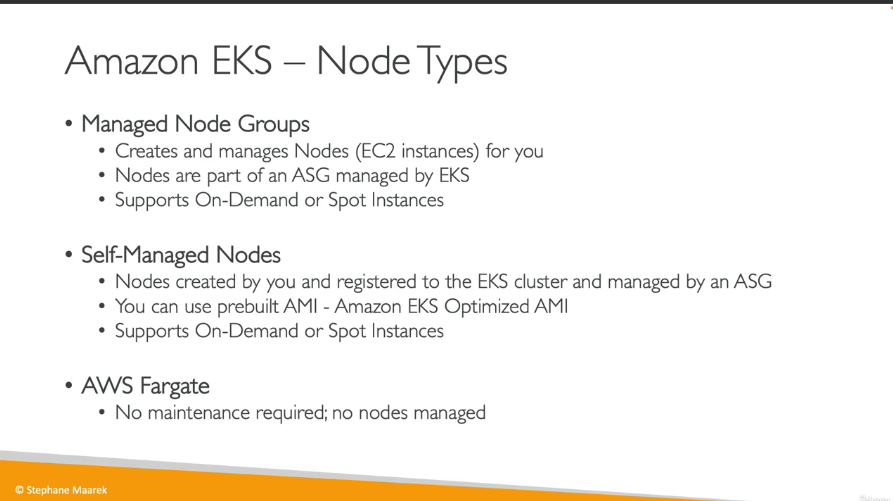 Amazon EKS – Node Types
• Managed Node Groups
• Creates and manages Nodes (EC2 instances) for you
• Nodes are part of an ASG managed by EKS
• Supports On-Demand or Spot Instances
• Self-Managed Nodes
• Nodes created by you and registered to the EKS cluster and managed by an ASG
• You can use prebuilt AMI - Amazon EKS Optimized AMI
• Supports On-Demand or Spot Instances
• AWS Fargate
• No maintenance required; no nodes managed
© Stephane Maarek